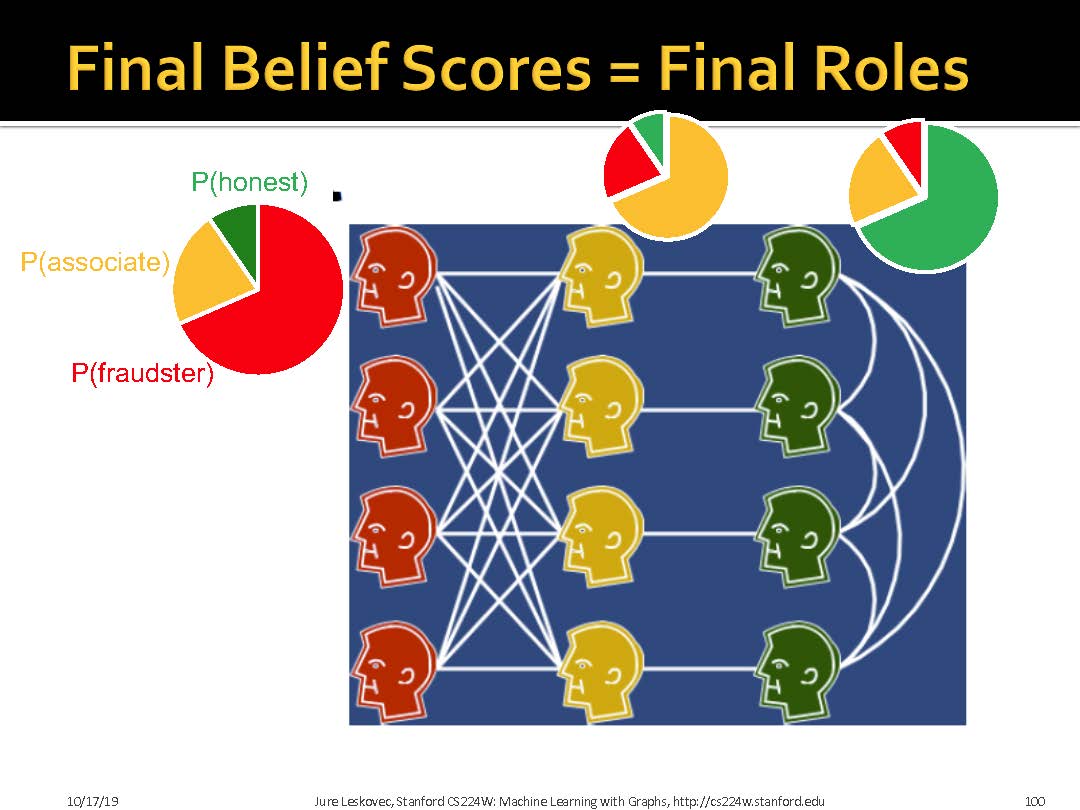 Final Belief Scores = Final Roles
P(honest)
P(associate)
P(fraudster)
10/17/19
Jure Leskovec, Stanford CS224W: Machine Learning with Graphs, http://cs224w.stanford.edu
100